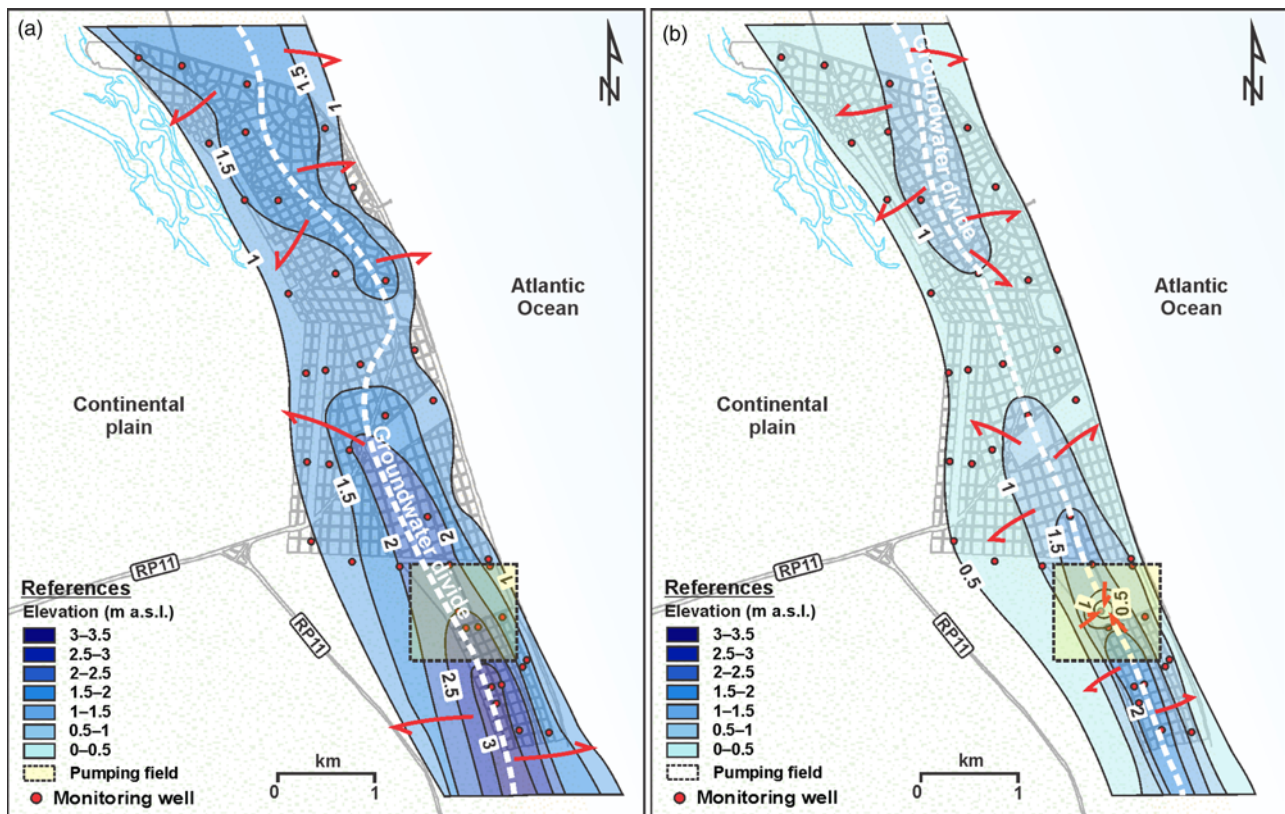 (a)
Groundwater divide
1.5
1
1.5
1
Atlantic
Ocean
Continental
plain
1.5
2
2
1
2.5
3
RP11
RP11
References
Elevation (m a.s.l.)
3–3.5
2.5–3
2–2.5
1.5–2
1–1.5
0.5–1
0–0.5
Pumping field
Monitoring well
km
0 1
N
(b)
Groundwater divide
1
Atlantic
Ocean
Continental
plain
1
1.5
0.5
1
0.5
2
RP11
RP11
References
Elevation (m a.s.l.)
3–3.5
2.5–3
2–2.5
1.5–2
1–1.5
0.5–1
0–0.5
Pumping field
Monitoring well
km
0 1
N